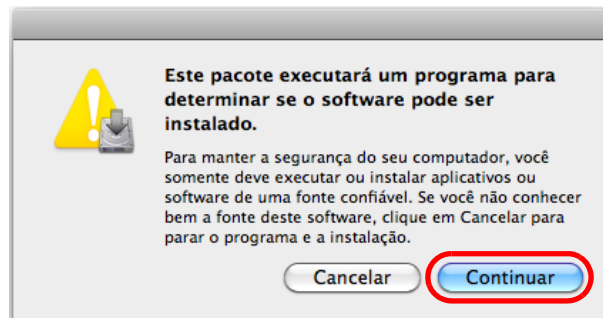 Este pacote executará um programa para
determinar se o software pode ser
instalado.
Para manter a segurança do seu computador, você
somente deve executar ou instalar aplicativos ou
software de uma fonte confiável. Se você não conhecer
bem a fonte deste software, clique em Cancelar para
parar o programa e a instalação.
Cancelar
Continuar